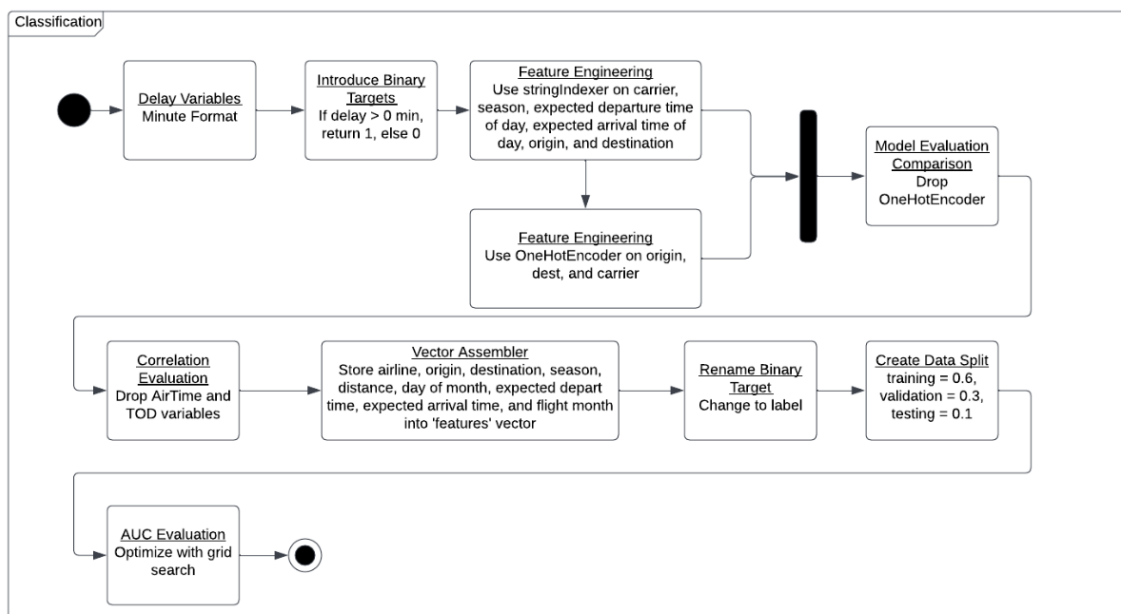 Classification
Delay Variables
Minute Format
Introduce Binary
Targets
If delay > 0 min,
return 1, else 0
Feature Engineering
Use stringIndexer on carrier,
season, expected departure time
of day, expected arrival time of
day, origin, and destination
Feature Engineering
Use OneHotEncoder on origin,
dest, and carrier
Model Evaluation
Comparison
Drop
OneHotEncoder
Correlation
Evaluation
Drop AirTime and
TOD variables
Vector Assembler
Store airline, origin, destination, season,
distance, day of month, expected depart
time, expected arrival time, and flight month
into 'features' vector
Rename Binary
Target
Change to label
Create Data Split
training = 0.6,
validation = 0.3,
testing = 0.1
AUC Evaluation
Optimize with grid
search